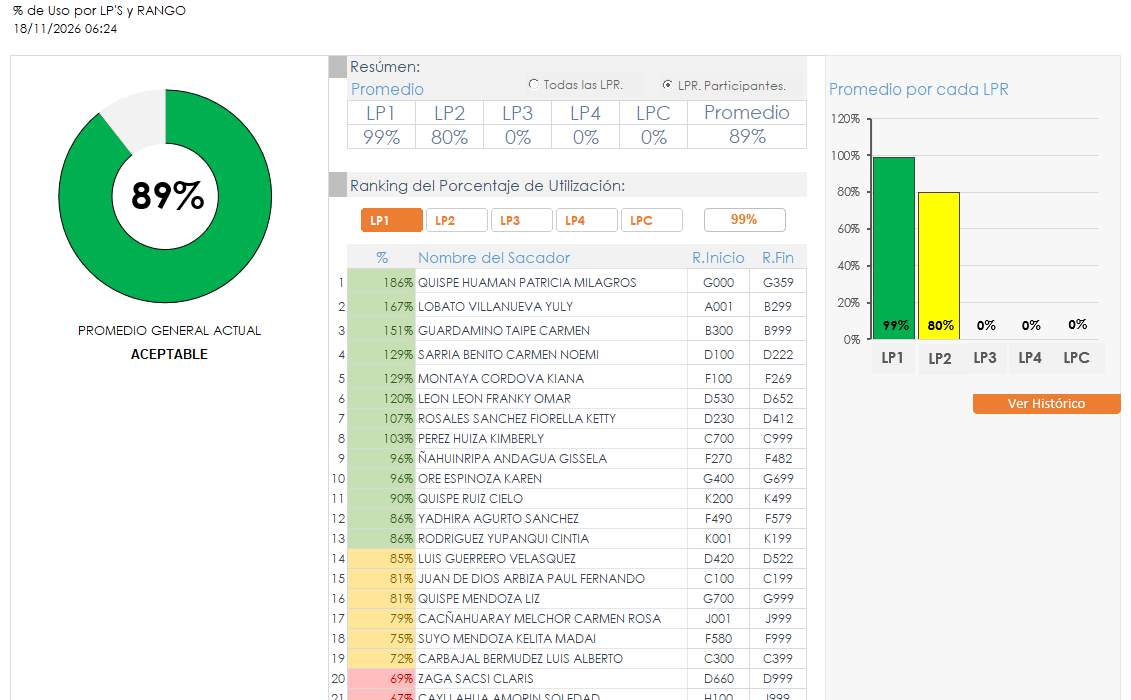 % de Uso por LP'S y RANGO
18/11/2026 06:24
89%
PROMEDIO GENERAL ACTUAL
ACEPTABLE
Resúmen:
Promedio
Todas las LPR.
LPR. Participantes.
LP1 LP2 LP3 LP4 LPC Promedio
99% 80% 0% 0% 0% 89%
Ranking del Porcentaje de Utilización:
LP1 LP2 LP3 LP4 LPC 99%
% Nombre del Sacador R.Inicio R.Fin
1 186% QUISPE HUAMAN PATRICIA MILAGROS G000 G359
2 167% LOBATO VILLANUEVA YULY A001 B299
3 151% GUARDAMINO TAIPE CARMEN B300 B999
4 129% SARRIA BENITO CARMEN NOEMI D100 D222
5 129% MONTAYA CORDOVA KIANA F100 F269
6 120% LEON LEON FRANKY OMAR D530 D652
7 107% ROSALES SANCHEZ FIORELLA KETTY D230 D412
8 103% PEREZ HUIZA KIMBERLY C700 C999
9 96% ÑAHUINRIPA ANDAGUA GISSELA F270 F482
10 96% ORE ESPINOZA KAREN G400 G699
11 90% QUISPE RUIZ CIELO K200 K499
12 86% YADHIRA AGURTO SANCHEZ F490 F579
13 86% RODRIGUEZ YUPANQUI CINTIA K001 K199
14 85% LUIS GUERRERO VELASQUEZ D420 D522
15 81% JUAN DE DIOS ARBIZA PAUL FERNANDO C100 C199
16 81% QUISPE MENDOZA LIZ G700 G999
17 79% CACÑAHUARAY MELCHOR CARMEN ROSA J001 J999
18 75% SUYO MENDOZA KELITA MADAI F580 F999
19 72% CARBAJAL BERMUDEZ LUIS ALBERTO C300 C399
20 69% ZAGA SACSI CLARIS D660 D999
21 67% CAYLLAHUA AMORIN SOLEDAD H100
Promedio por cada LPR
120%
100%
80%
60%
40%
20%
0%
99% 80% 0% 0% 0%
LP1 LP2 LP3 LP4 LPC
Ver Histórico